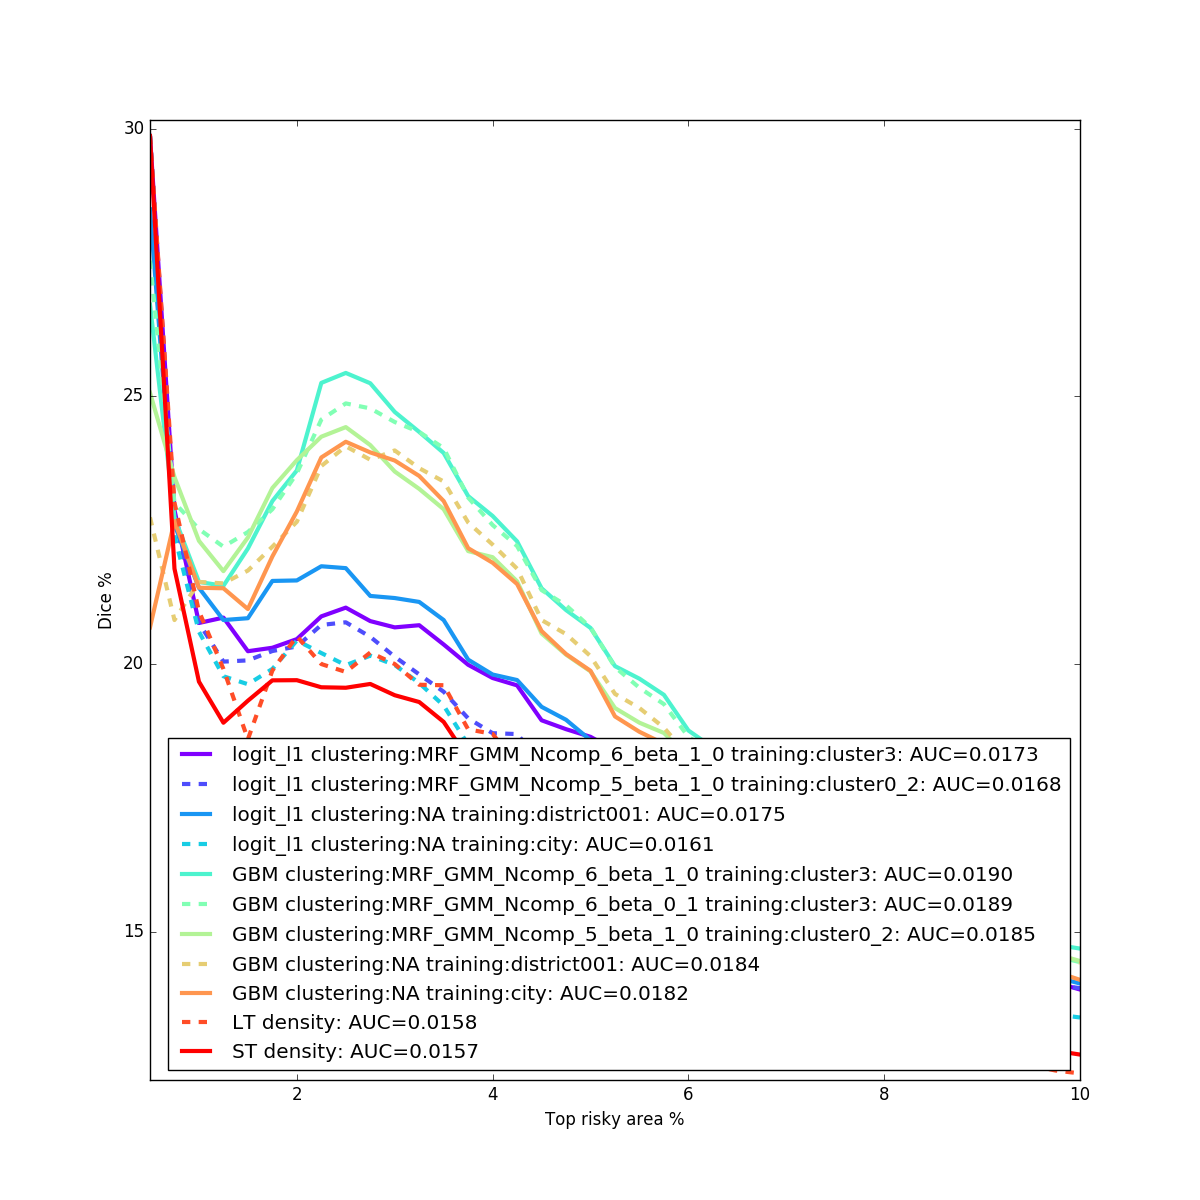 30
25
20
15
Dice %
logit_l1 clustering:MRF_GMM_Ncomp_6_beta_1_0 training:cluster3: AUC=0.0173
logit_l1 clustering:MRF_GMM_Ncomp_5_beta_1_0 training:cluster0_2: AUC=0.0168
logit_l1 clustering:NA training:district001: AUC=0.0175
logit_l1 clustering:NA training:city: AUC=0.0161
GBM clustering:MRF_GMM_Ncomp_6_beta_1_0 training:cluster3: AUC=0.0190
GBM clustering:MRF_GMM_Ncomp_6_beta_0_1 training:cluster3: AUC=0.0189
GBM clustering:MRF_GMM_Ncomp_5_beta_1_0 training:cluster0_2: AUC=0.0185
GBM clustering:NA training:district001: AUC=0.0184
GBM clustering:NA training:city: AUC=0.0182
LT density: AUC=0.0158
ST density: AUC=0.0157
2 4 6 8 10
Top risky area %